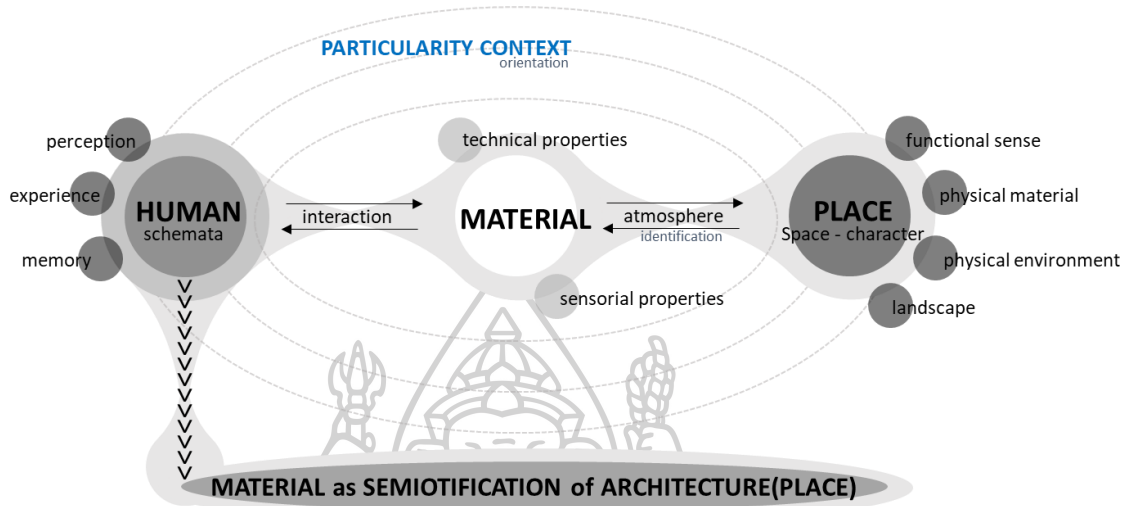 PARTICULARITY CONTEXT
orientation
perception
experience
memory
HUMAN
schemata
interaction
technical properties
MATERIAL
sensorial properties
atmosphere
identification
PLACE
Space - character
functional sense
physical material
physical environment
landscape
MATERIAL as SEMIOTIFICATION of ARCHITECTURE(PLACE)